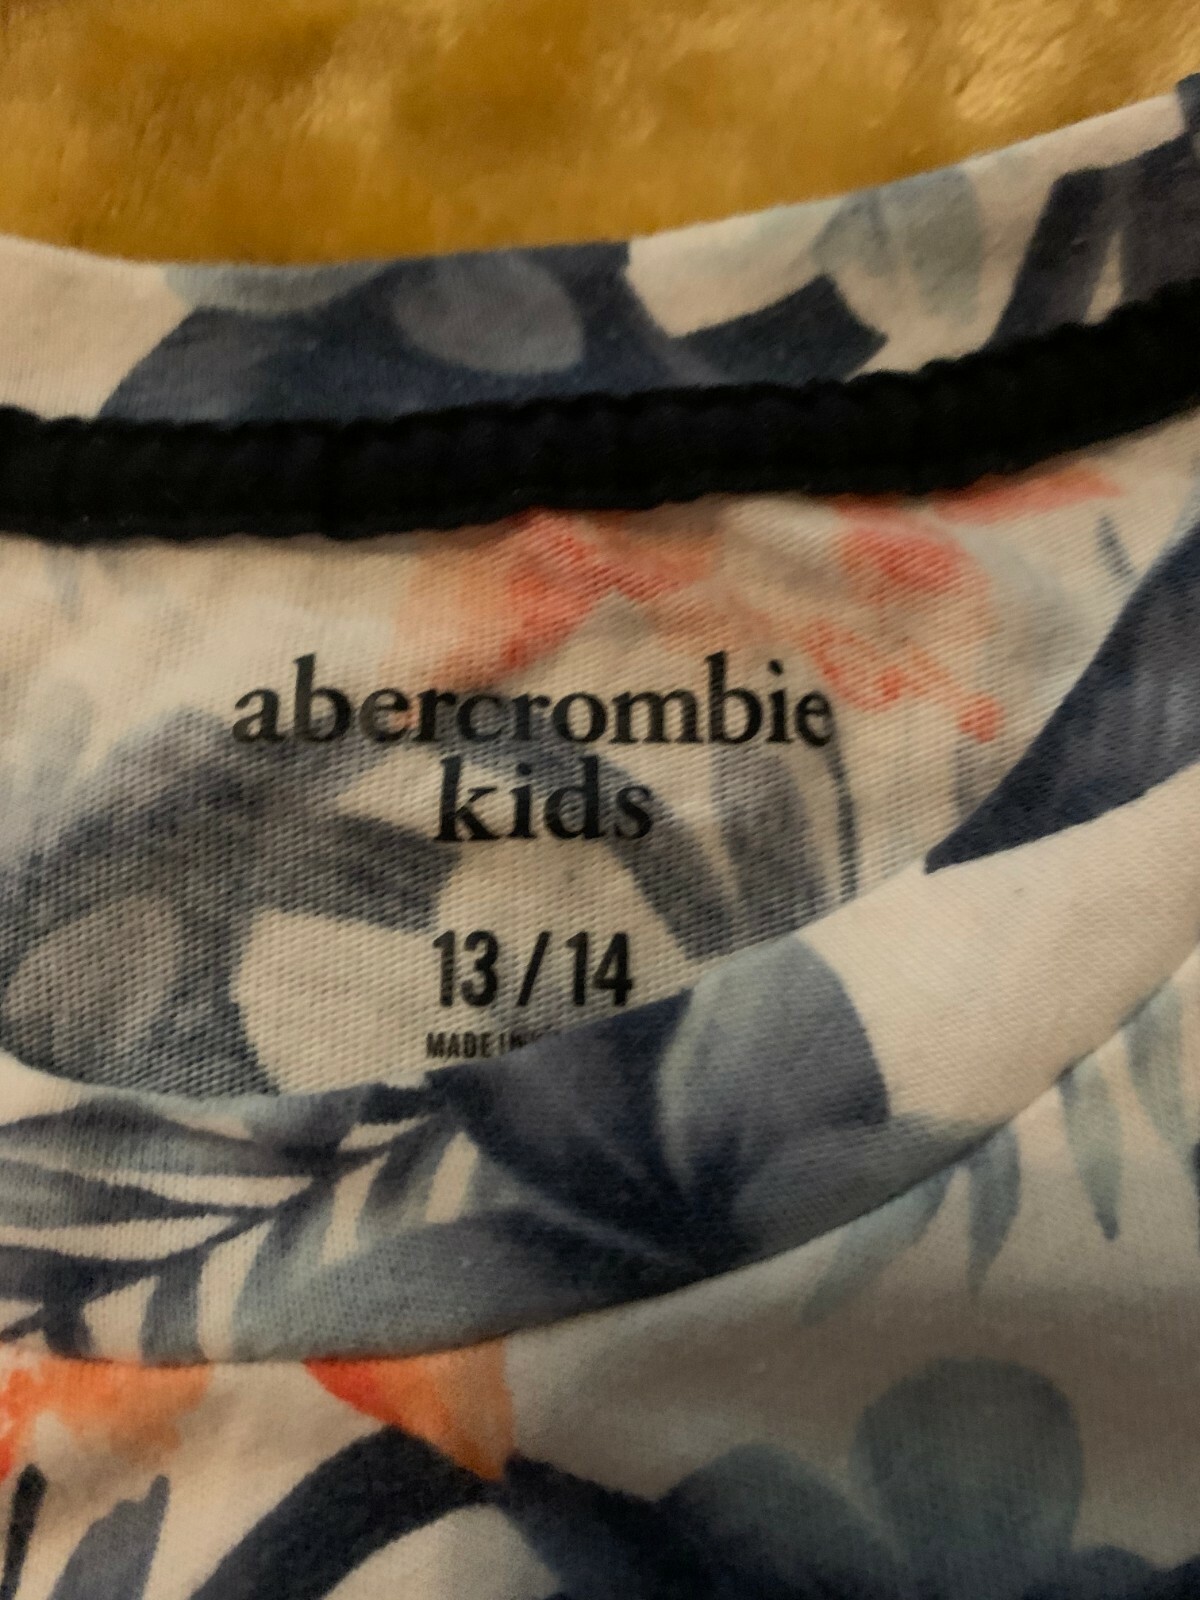 abercrombie
kids
13 / 14
MADE IN